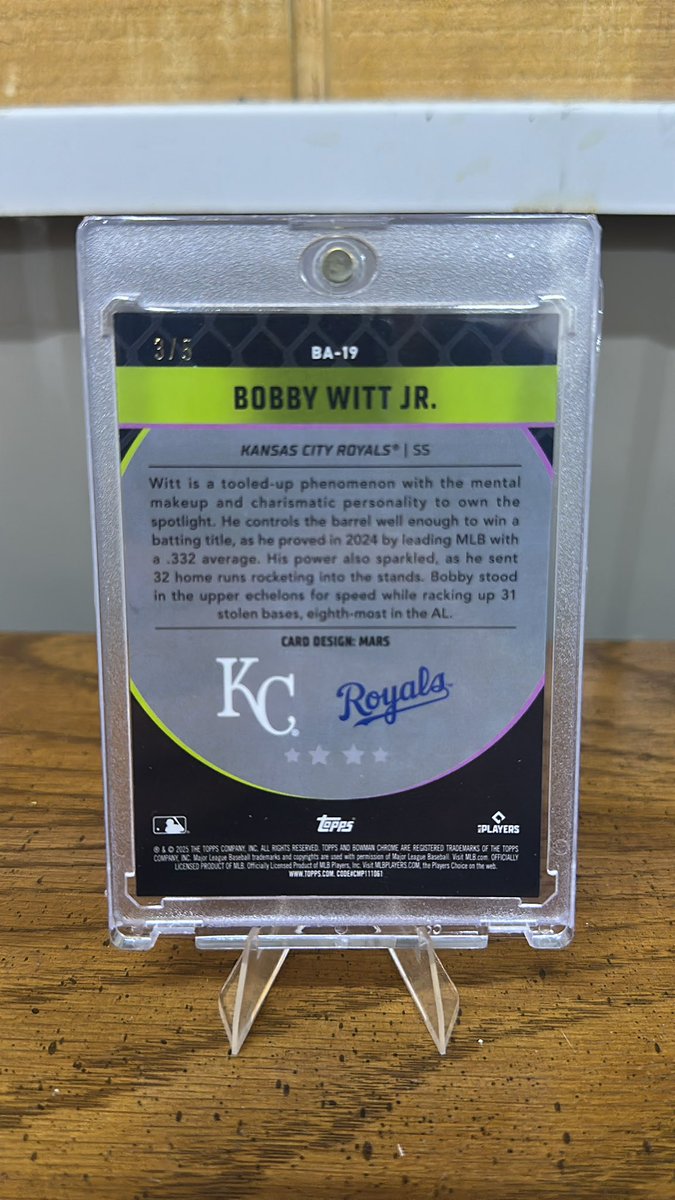 3/5
BA-19
BOBBY WITT JR.
KANSAS CITY ROYALS® | SS
Witt is a tooled-up phenomenon with the mental
makeup and charismatic personality to own the
spotlight. He controls the barrel well enough to win a
batting title, as he proved in 2024 by leading MLB with
a .332 average. His power also sparkled, as he sent
32 home runs rocketing into the stands. Bobby stood
in the upper echelons for speed while racking up 31
stolen bases, eighth-most in the AL.
CARD DESIGN: MARS
KC®
Royals™
Topps
MLB PLAYERS
® & © 2025 THE TOPPS COMPANY, INC. ALL RIGHTS RESERVED. TOPPS AND BOWMAN CHROME ARE REGISTERED TRADEMARKS OF THE TOPPS
COMPANY, INC. Major League Baseball trademarks and copyrights are used with permission of Major League Baseball. Visit MLB.com. OFFICIALLY
LICENSED PRODUCT OF MLB. Officially Licensed Product of MLB Players, Inc. Visit MLBPLAYERS.com, the Players Choice on the web.
WWW.TOPPS.COM. CODE#CMP111061